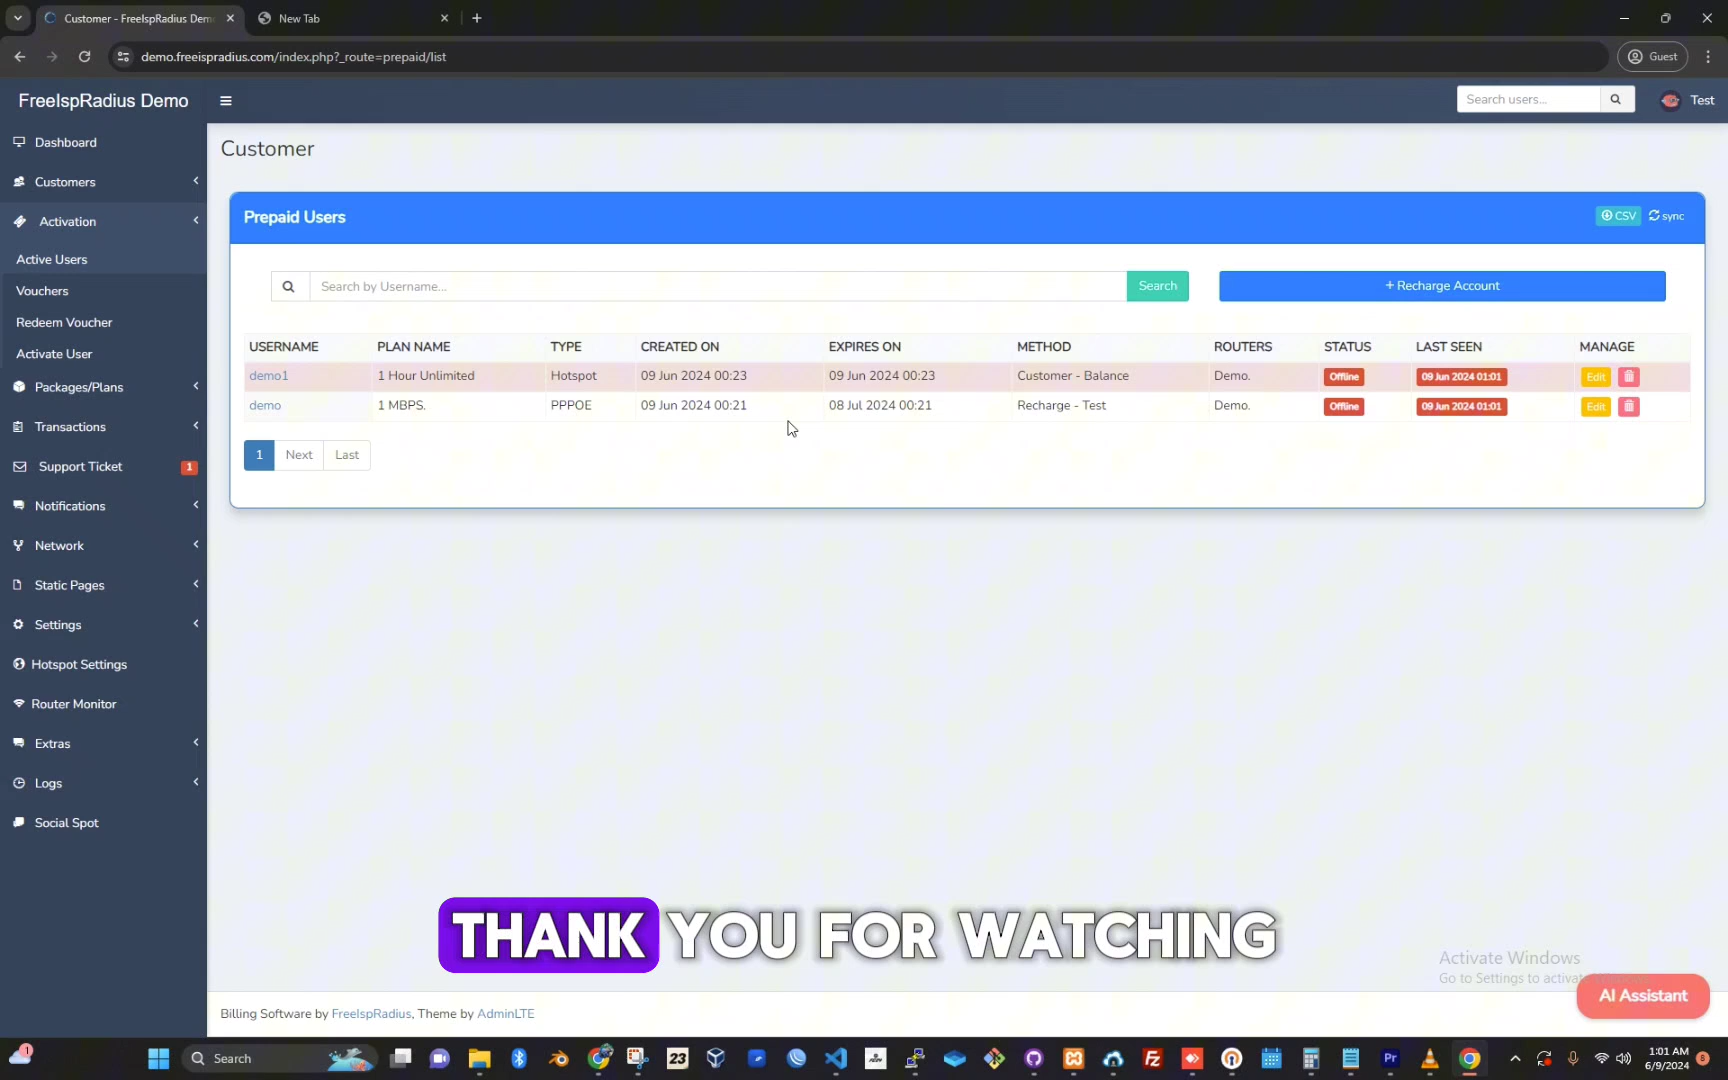 Customer - FreeIspRadius Dem
New Tab
demo.freeispradius.com/index.php?_route=prepaid/list
Guest
FreeIspRadius Demo
Search users...
Test
Dashboard
Customers
Activation
Active Users
Vouchers
Redeem Voucher
Activate User
Packages/Plans
Transactions
Support Ticket 1
Notifications
Network
Static Pages
Settings
Hotspot Settings
Router Monitor
Extras
Logs
Social Spot
Customer
Prepaid Users
CSV sync
Search by Username... Search + Recharge Account
USERNAME PLAN NAME TYPE CREATED ON EXPIRES ON METHOD ROUTERS STATUS LAST SEEN MANAGE
demo1 1 Hour Unlimited Hotspot 09 Jun 2024 00:23 09 Jun 2024 00:23 Customer - Balance Demo. Offline 09 Jun 2024 01:01 Edit
demo 1 MBPS. PPPOE 09 Jun 2024 00:21 08 Jul 2024 00:21 Recharge - Test Demo. Offline 09 Jun 2024 01:01 Edit
1 Next Last
THANK YOU FOR WATCHING
Activate Windows
Go to Settings to activate
AI Assistant
Billing Software by FreeIspRadius, Theme by AdminLTE
1
Search
23
Pr
1:01 AM
6/9/2024
8